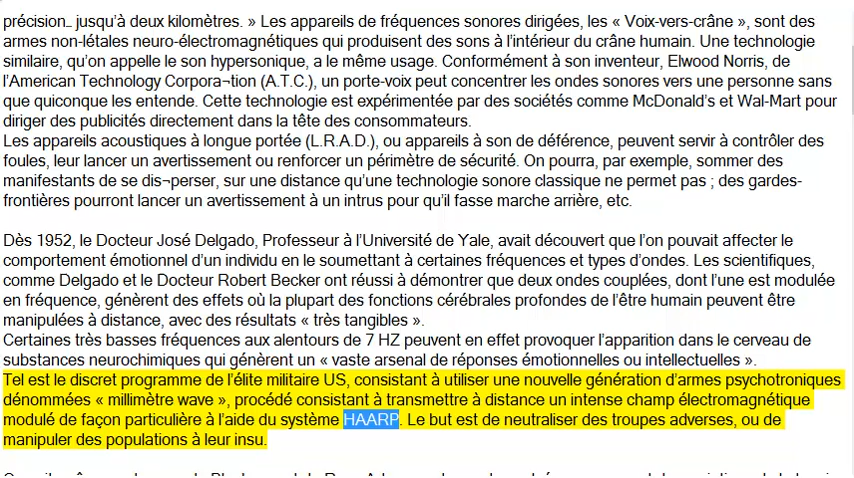 précision… jusqu'à deux kilomètres. » Les appareils de fréquences sonores dirigées, les « Voix-vers-crâne », sont des
armes non-létales neuro-électromagnétiques qui produisent des sons à l'intérieur du crâne humain. Une technologie
similaire, qu'on appelle le son hypersonique, a le même usage. Conformément à son inventeur, Elwood Norris, de
l'American Technology Corpora¬tion (A.T.C.), un porte-voix peut concentrer les ondes sonores vers une personne sans
que quiconque les entende. Cette technologie est expérimentée par des sociétés comme McDonald's et Wal-Mart pour
diriger des publicités directement dans la tête des consommateurs.
Les appareils acoustiques à longue portée (L.R.A.D.), ou appareils à son de déférence, peuvent servir à contrôler des
foules, leur lancer un avertissement ou renforcer un périmètre de sécurité. On pourra, par exemple, sommer des
manifestants de se dis¬perser, sur une distance qu'une technologie sonore classique ne permet pas ; des gardes-
frontières pourront lancer un avertissement à un intrus pour qu'il fasse marche arrière, etc.
Dès 1952, le Docteur José Delgado, Professeur à l'Université de Yale, avait découvert que l'on pouvait affecter le
comportement émotionnel d'un individu en le soumettant à certaines fréquences et types d'ondes. Les scientifiques,
comme Delgado et le Docteur Robert Becker ont réussi à démontrer que deux ondes couplées, dont l'une est modulée
en fréquence, génèrent des effets où la plupart des fonctions cérébrales profondes de l'être humain peuvent être
manipulées à distance, avec des résultats « très tangibles ».
Certaines très basses fréquences aux alentours de 7 HZ peuvent en effet provoquer l'apparition dans le cerveau de
substances neurochimiques qui génèrent un « vaste arsenal de réponses émotionnelles ou intellectuelles ».
Tel est le discret programme de l'élite militaire US, consistant à utiliser une nouvelle génération d'armes psychotroniques
dénommées « millimètre wave », procédé consistant à transmettre à distance un intense champ électromagnétique
modulé de façon particulière à l'aide du système HAARP. Le but est de neutraliser des troupes adverses, ou de
manipuler des populations à leur insu.